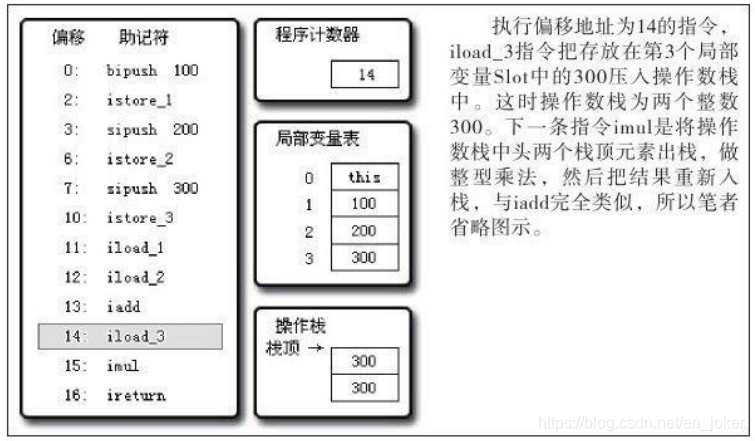 偏移 助记符
0: bipush 100
2: istore_1
3: sipush 200
6: istore_2
7: sipush 300
10: istore_3
11: iload_1
12: iload_2
13: iadd
14: iload_3
15: imul
16: ireturn
程序计数器
14
局部变量表
0 this
1 100
2 200
3 300
操作栈
栈顶 →
300
300
执行偏移地址为14的指令，
iload_3指令把存放在第3个局部
变量Slot中的300压入操作数栈
中。这时操作数栈为两个整数
300。下一条指令imul是将操作
数栈中头两个栈顶元素出栈，做
整型乘法，然后把结果重新入
栈，与iadd完全类似，所以笔者
省略图示。
https://blog.csdn.net/en_joker